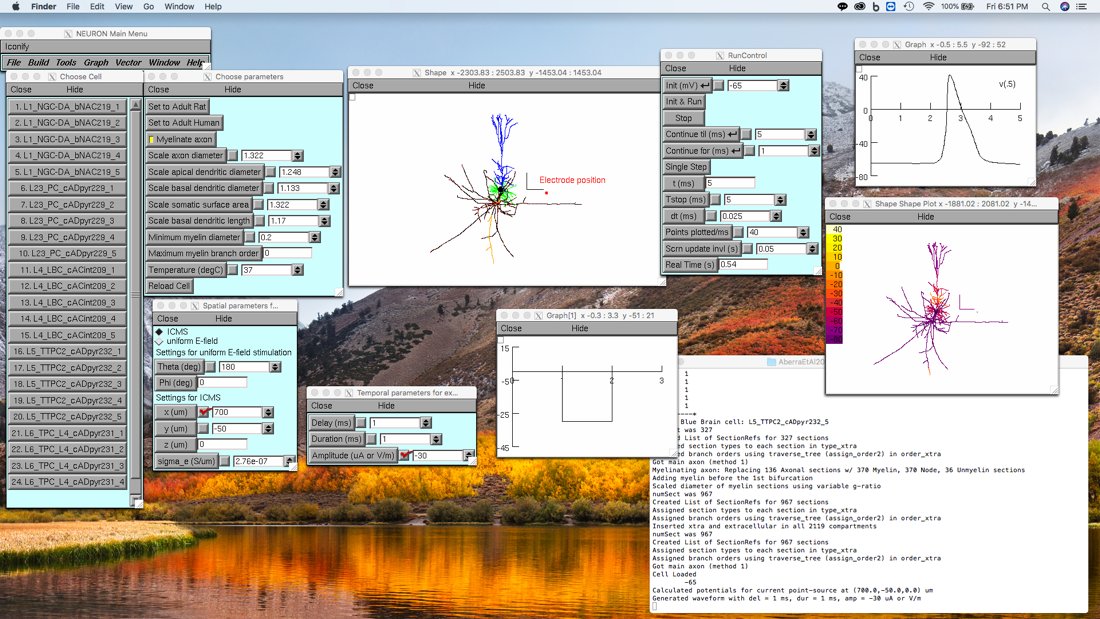 Finder File Edit View Go Window Help
100% Fri 6:51 PM
NEURON Main Menu
Iconify
File Build Tools Graph Vector Window Help
Choose Cell
Close Hide
1. L1_NGC-DA_bNAC219_1
2. L1_NGC-DA_bNAC219_2
3. L1_NGC-DA_bNAC219_3
4. L1_NGC-DA_bNAC219_4
5. L1_NGC-DA_bNAC219_5
6. L23_PC_cADpyr229_1
7. L23_PC_cADpyr229_2
8. L23_PC_cADpyr229_3
9. L23_PC_cADpyr229_4
10. L23_PC_cADpyr229_5
11. L4_LBC_cACint209_1
12. L4_LBC_cACint209_2
13. L4_LBC_cACint209_3
14. L4_LBC_cACint209_4
15. L4_LBC_cACint209_5
16. L5_TTPC2_cADpyr232_1
17. L5_TTPC2_cADpyr232_2
18. L5_TTPC2_cADpyr232_3
19. L5_TTPC2_cADpyr232_4
20. L5_TTPC2_cADpyr232_5
21. L6_TPC_L4_cADpyr231_1
22. L6_TPC_L4_cADpyr231_2
23. L6_TPC_L4_cADpyr231_3
24. L6_TPC_L4_cADpyr231_4
Choose parameters
Close Hide
Set to Adult Rat
Set to Adult Human
Myelinate axon
Scale axon diameter 1.322
Scale apical dendritic diameter 1.248
Scale basal dendritic diameter 1.133
Scale somatic surface area 1.322
Scale basal dendritic length 1.17
Minimum myelin diameter 0.2
Maximum myelin branch order 0
Temperature (degC) 37
Reload Cell
Spatial parameters f...
Close Hide
ICMS
uniform E-field
Settings for uniform E-field stimulation
Theta (deg) 180
Phi (deg) 0
Settings for ICMS
x (um) 700
y (um) -50
z (um) 0
sigma_e (S/um) 2.76e-07
Temporal parameters for ex...
Close Hide
Delay (ms) 1
Duration (ms) 1
Amplitude (uA or V/m) -30
Shape x -2303.83 : 2503.83 y -1453.04 : 1453.04
Close Hide
Electrode position
Graph[1] x -0.3 : 3.3 y -51 : 21
Close Hide
15
-5
0 1 2 3
-25
-45
RunControl
Close Hide
Init (mV) -65
Init & Run
Stop
Continue til (ms) 5
Continue for (ms) 1
Single Step
t (ms) 5
Tstop (ms) 5
dt (ms) 0.025
Points plotted/ms 40
Scrn update invl (s) 0.05
Real Time (s) 0.54
Graph x -0.5 : 5.5 y -92 : 52
Close Hide
v(.5)
40
0
0 1 2 3 4 5
-40
-80
Shape Shape Plot x -1881.02 : 2081.02 y -14...
Close Hide
40
30
20
10
0
-10
-20
-30
-40
-50
-60
-70
-80
AberraEtAl20
1
1
1
1
1
Blue Brain cell: L5_TTPC2_cADpyr232_5
t was 327
d List of SectionRefs for 327 sections
d section types to each section in type_xtra
d branch orders using traverse_tree (assign_order2) in order_xtra
Got main axon (method 1)
Myelinating axon: Replacing 136 Axonal sections w/ 370 Myelin, 370 Node, 36 Unmyelin sections
Adding myelin before the 1st bifurcation
Scaled diameter of myelin sections using variable g-ratio
numSect was 967
Created List of SectionRefs for 967 sections
Assigned section types to each section in type_xtra
Assigned branch orders using traverse_tree (assign_order2) in order_xtra
Inserted xtra and extracellular in all 2119 compartments
numSect was 967
Created List of SectionRefs for 967 sections
Assigned section types to each section in type_xtra
Assigned branch orders using traverse_tree (assign_order2) in order_xtra
Got main axon (method 1)
Cell Loaded
-65
Calculated potentials for current point-source at (700.0,-50.0,0.0) um
Generated waveform with del = 1 ms, dur = 1 ms, amp = -30 uA or V/m